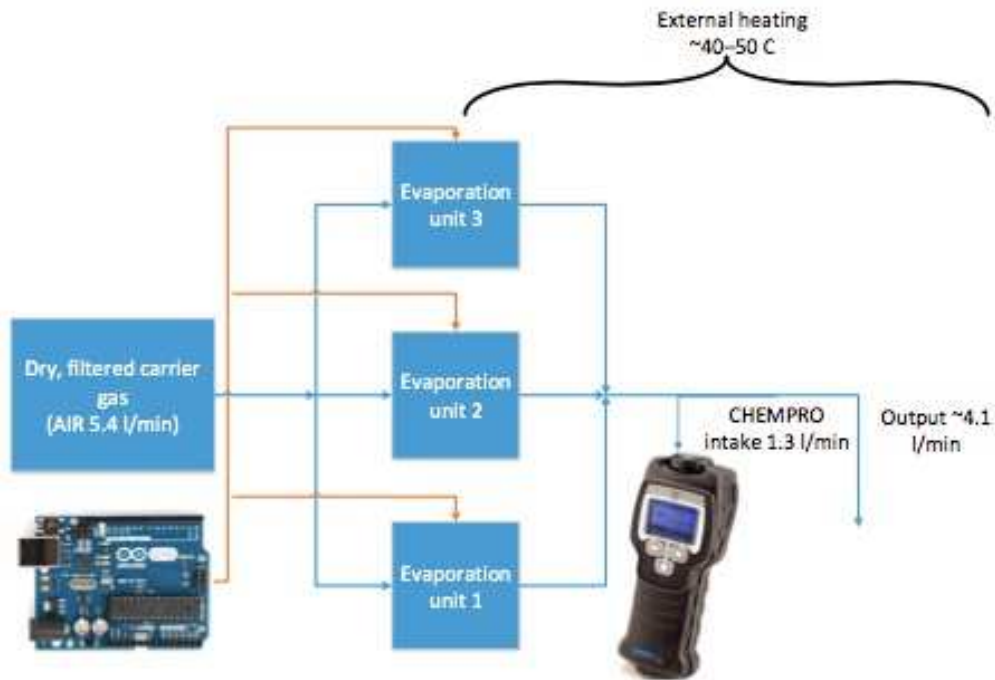 External heating
~40–50 C
Evaporation
unit 3
Dry, filtered carrier
gas
(AIR 5.4 l/min)
Evaporation
unit 2
CHEMPRO
intake 1.3 l/min
Output ~4.1
l/min
Evaporation
unit 1